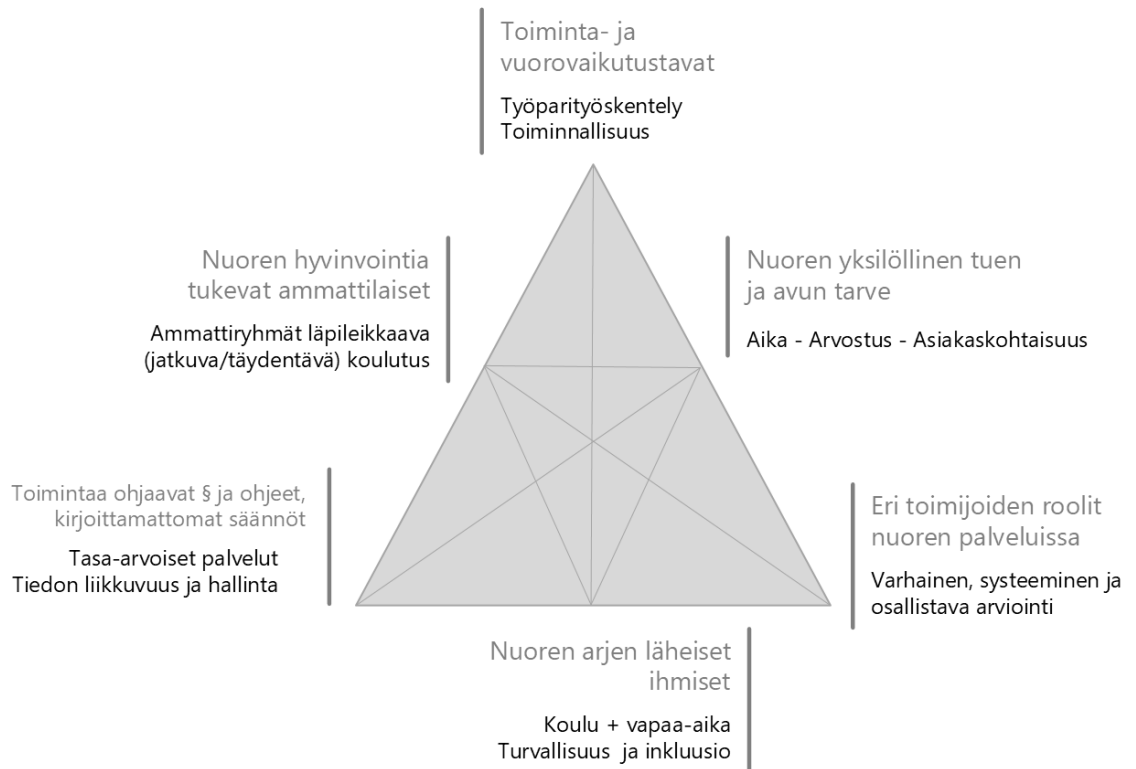 Toiminta- ja
vuorovaikutustavat
Työparityöskentely
Toiminnallisuus
Nuoren hyvinvointia
tukevat ammattilaiset
Ammattiryhmät läpileikkaava
(jatkuva/täydentävä) koulutus
Nuoren yksilöllinen tuen
ja avun tarve
Aika - Arvostus - Asiakaskohtaisuus
Toimintaa ohjaavat § ja ohjeet,
kirjoittamattomat säännöt
Tasa-arvoiset palvelut
Tiedon liikkuvuus ja hallinta
Eri toimijoiden roolit
nuoren palveluissa
Varhainen, systeeminen ja
osallistava arviointi
Nuoren arjen läheiset
ihmiset
Koulu + vapaa-aika
Turvallisuus ja inkluusio